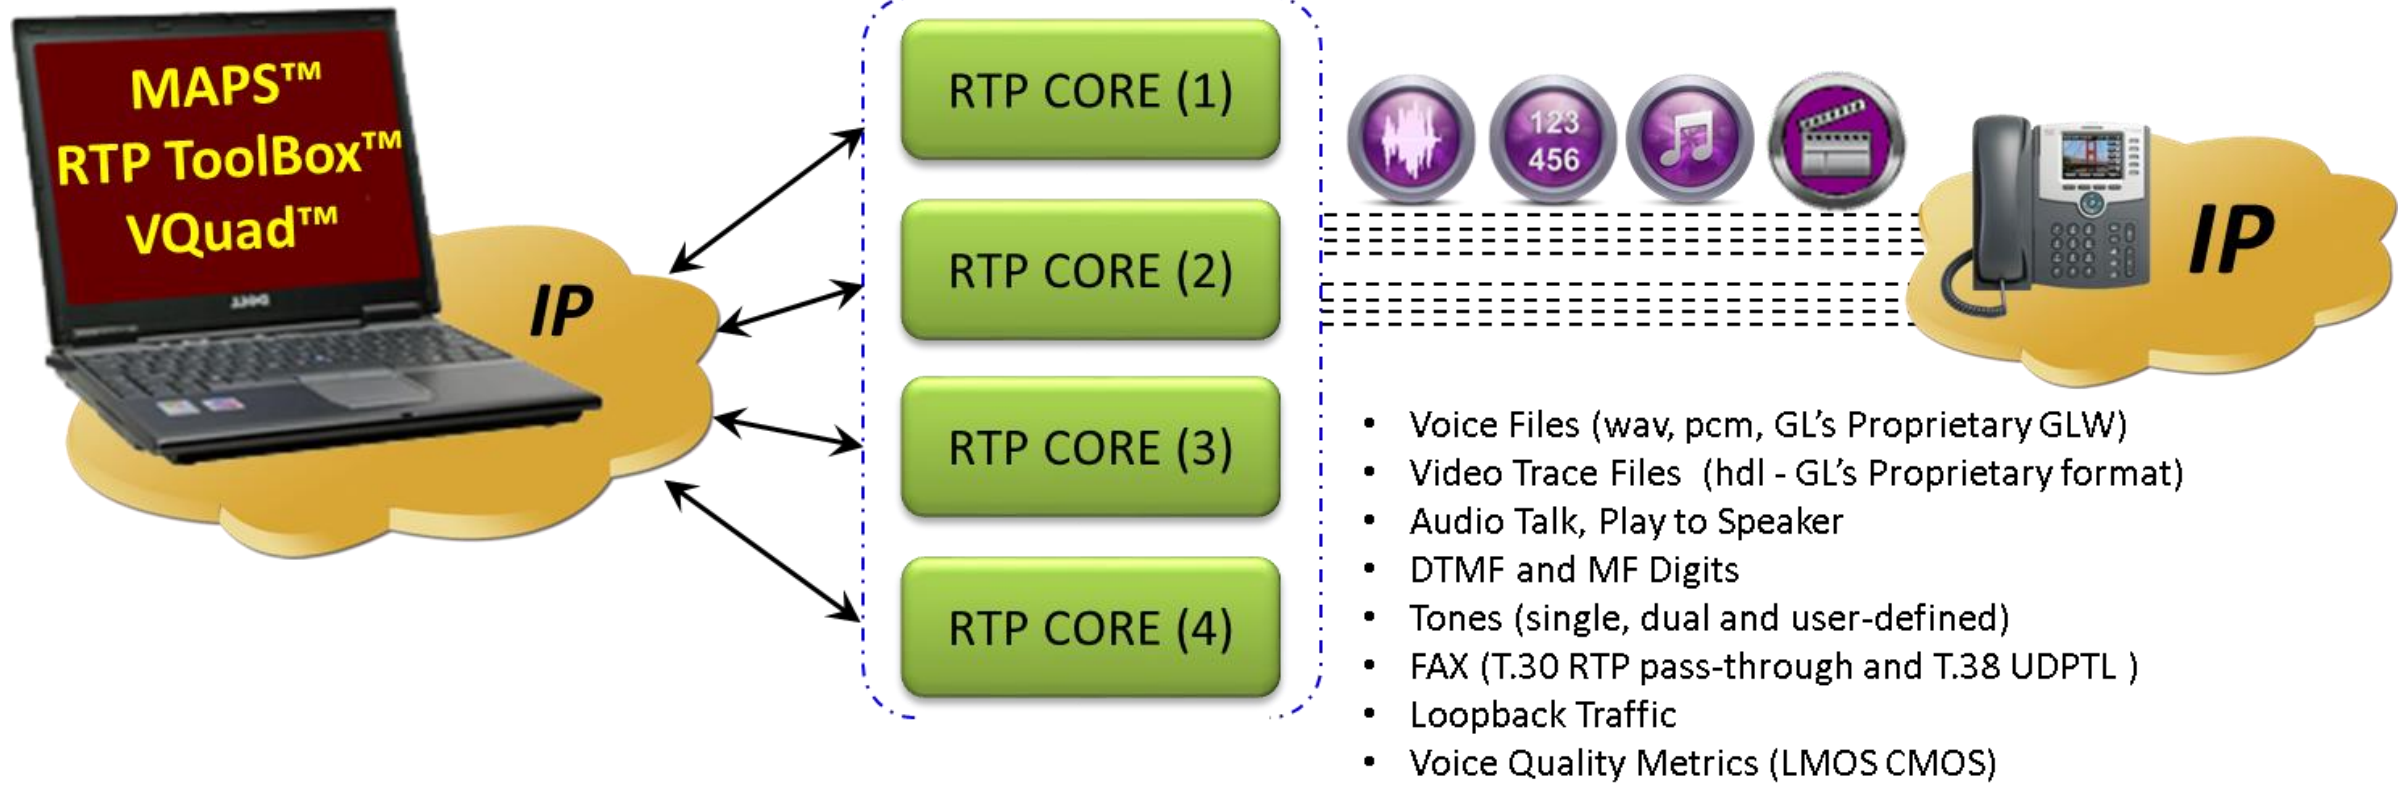 MAPS™
RTP ToolBox™
VQuad™
DELL
IP
RTP CORE (1)
RTP CORE (2)
RTP CORE (3)
RTP CORE (4)
123
456
IP
• Voice Files (wav, pcm, GL's Proprietary GLW)
• Video Trace Files (hdl - GL's Proprietary format)
• Audio Talk, Play to Speaker
• DTMF and MF Digits
• Tones (single, dual and user-defined)
• FAX (T.30 RTP pass-through and T.38 UDPTL )
• Loopback Traffic
• Voice Quality Metrics (LMOS CMOS)